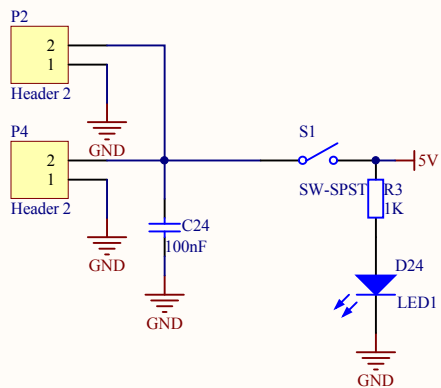 P2
2
1
Header 2
GND
P4
2
1
Header 2
GND
C24
100nF
GND
S1
SW-SPST
5V
R3
1K
D24
LED1
GND